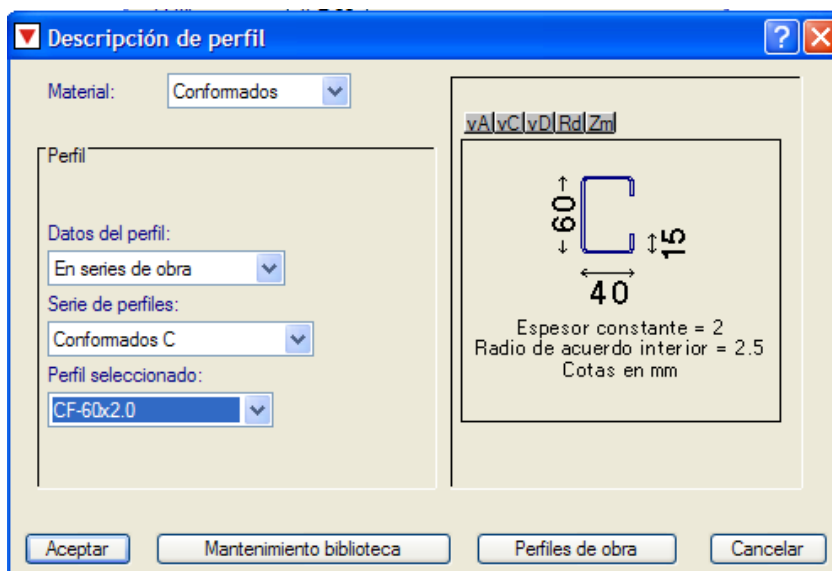 Descripción de perfil
Material:
Conformados
Perfil
Datos del perfil:
En series de obra
Serie de perfiles:
Conformados C
Perfil seleccionado:
CF-60x2.0
vA vC vD Rd Zm
60
15
40
Espesor constante = 2
Radio de acuerdo interior = 2.5
Cotas en mm
Aceptar
Mantenimiento biblioteca
Perfiles de obra
Cancelar